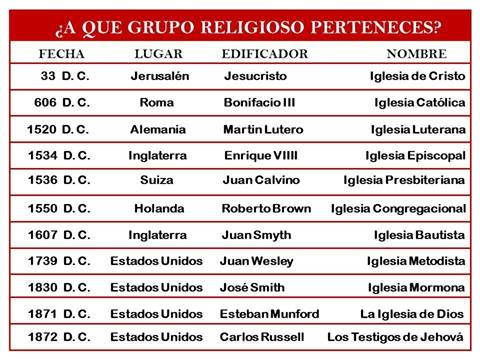 ¿A QUE GRUPO RELIGIOSO PERTENECES?
FECHA LUGAR EDIFICADOR NOMBRE
33 D. C. Jerusalén Jesucristo Iglesia de Cristo
606 D. C. Roma Bonifacio III Iglesia Católica
1520 D. C. Alemania Martin Lutero Iglesia Luterana
1534 D. C. Inglaterra Enrique VIIII Iglesia Episcopal
1536 D. C. Suiza Juan Calvino Iglesia Presbiteriana
1550 D. C. Holanda Roberto Brown Iglesia Congregacional
1607 D. C. Inglaterra Juan Smyth Iglesia Bautista
1739 D. C. Estados Unidos Juan Wesley Iglesia Metodista
1830 D. C. Estados Unidos José Smith Iglesia Mormona
1871 D. C. Estados Unidos Esteban Munford La Iglesia de Dios
1872 D. C. Estados Unidos Carlos Russell Los Testigos de Jehová